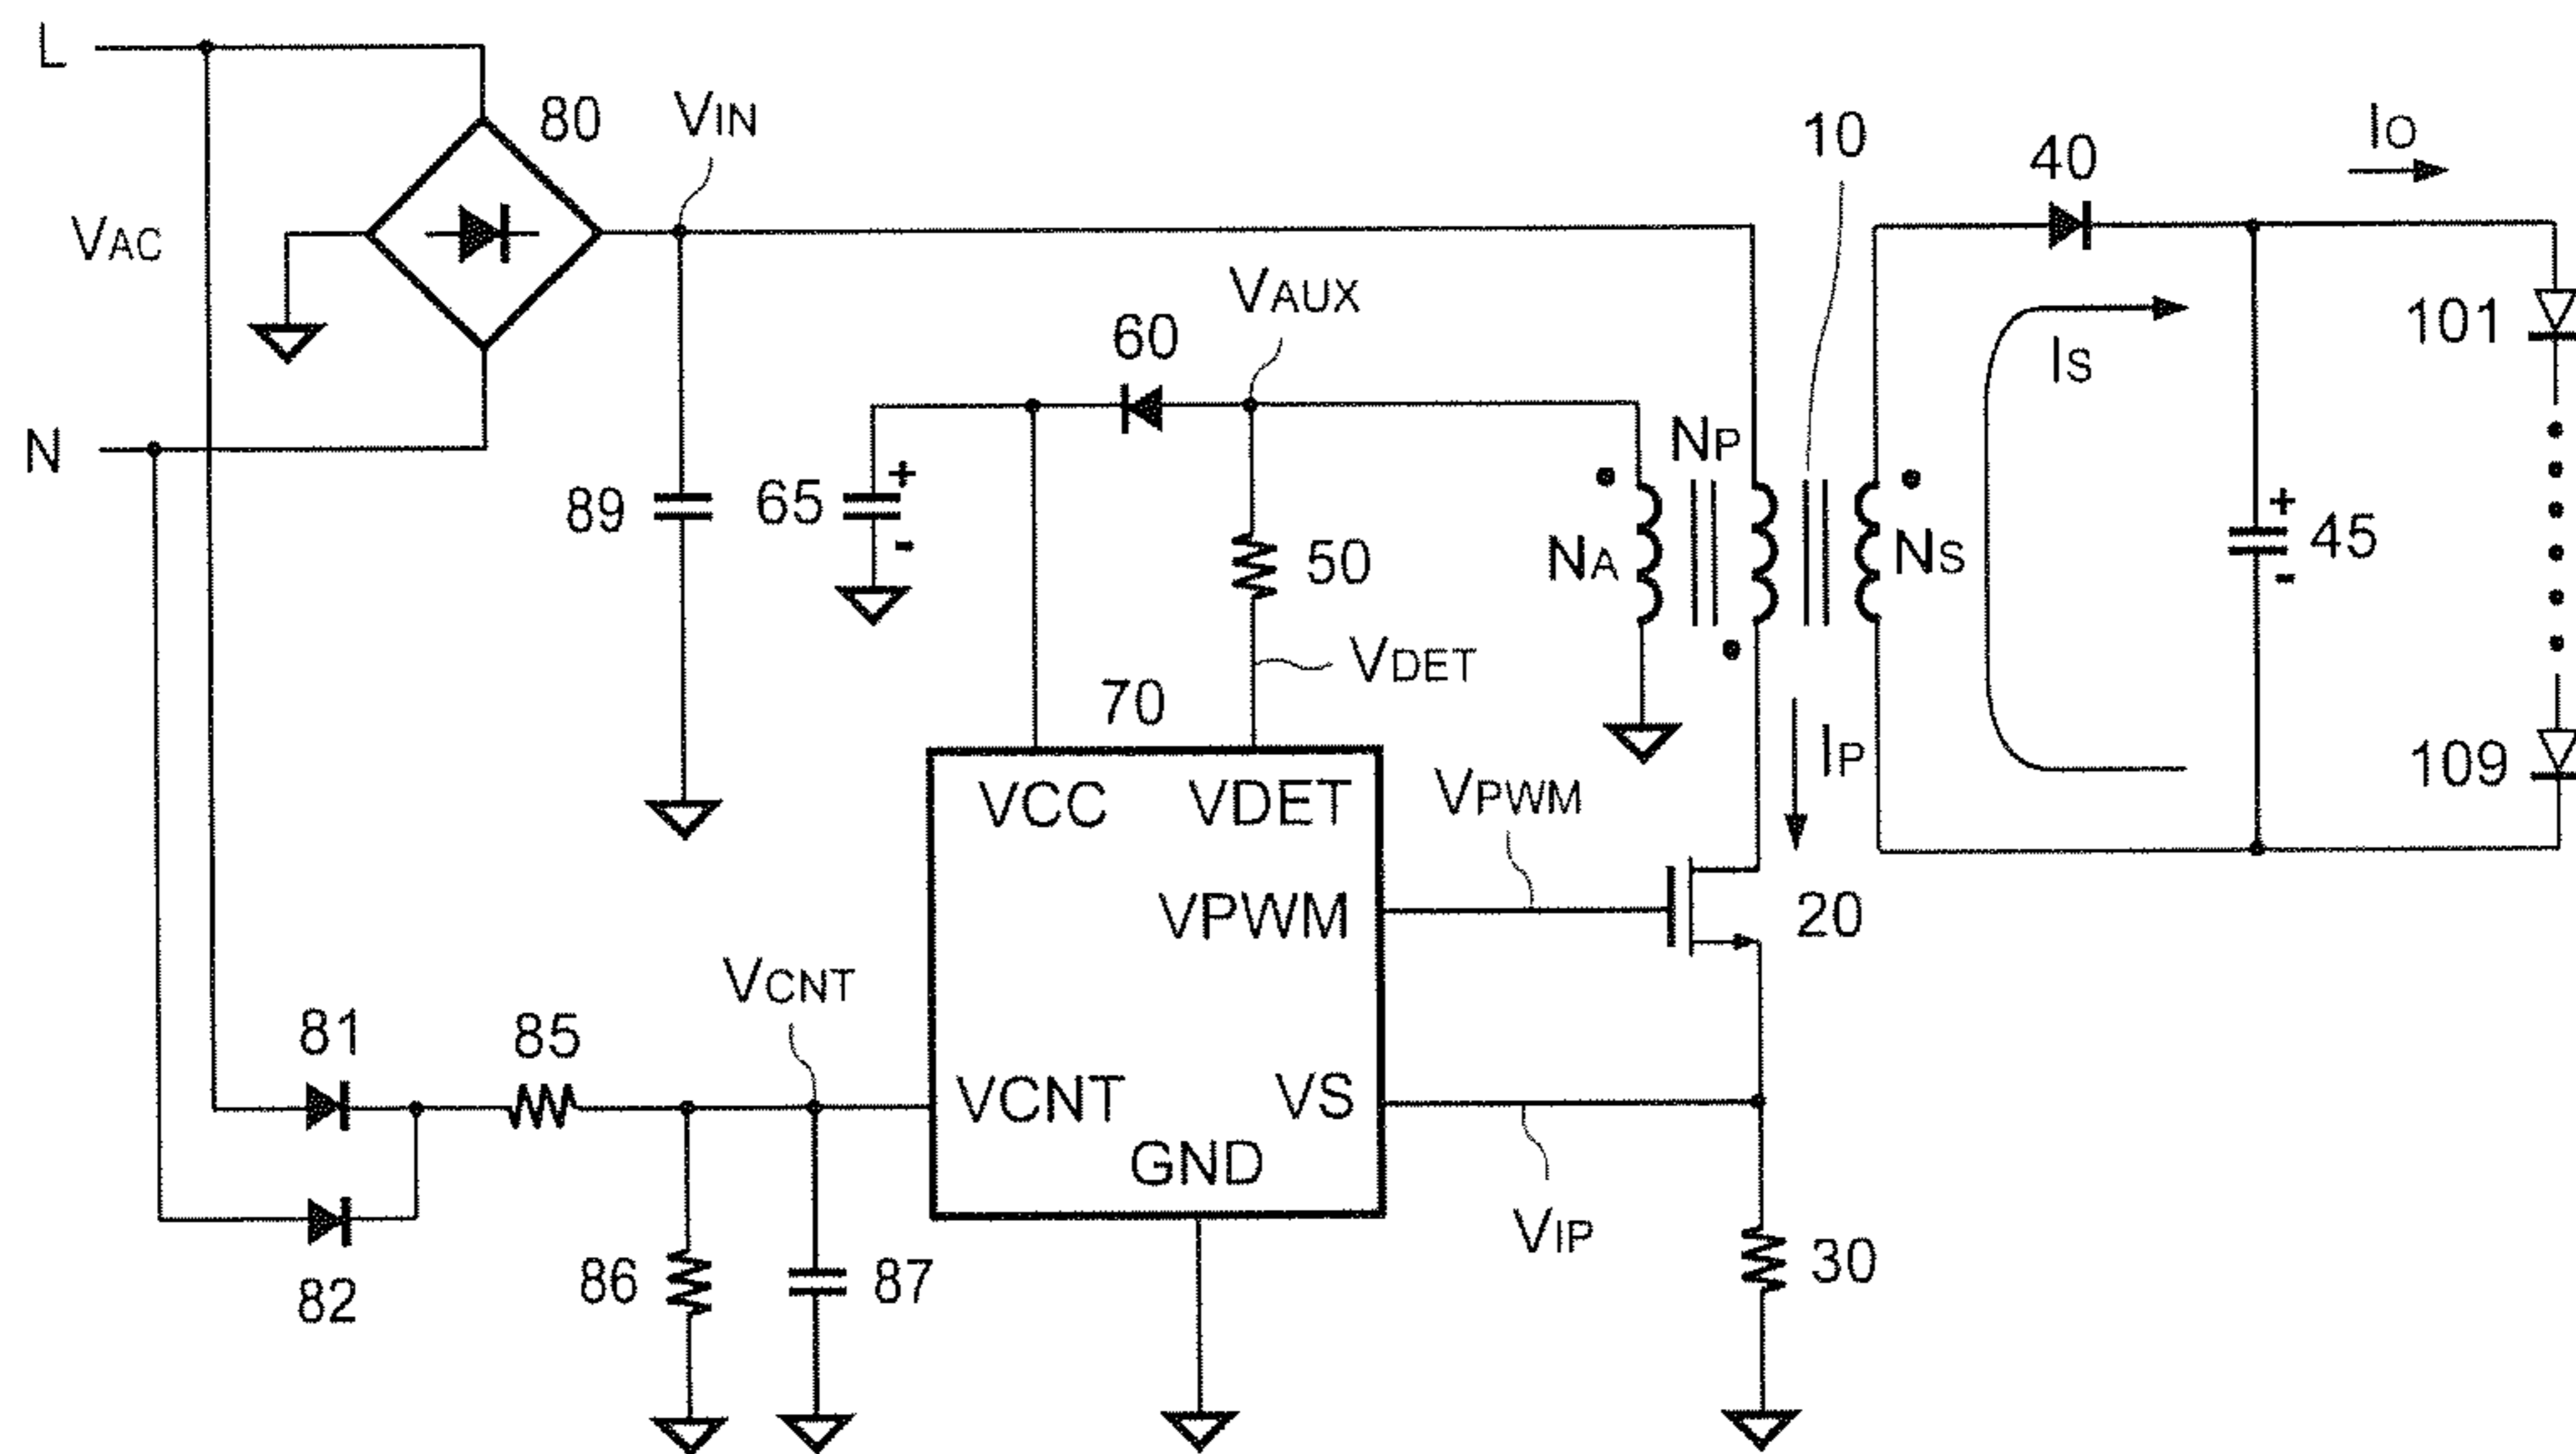 L
80
VIN
10
40
IO
VAC
VAUX
60
101
IS
N
NP
89
65
+
-
50
NA
NS
+
45
-
VDET
70
IP
109
VCC
VDET
VPWM
VPWM
20
VCNT
81
85
VCNT
VS
GND
VIP
82
86
87
30